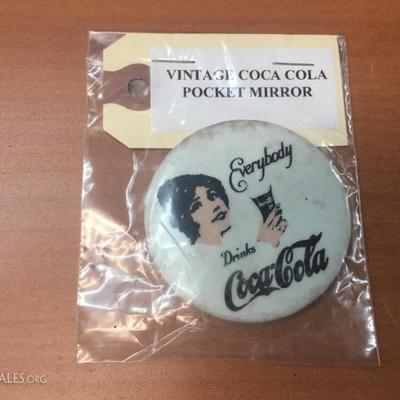 VINTAGE COCA COLA
POCKET MIRROR
Everybody
Drinks
Coca-Cola
ALES.ORG